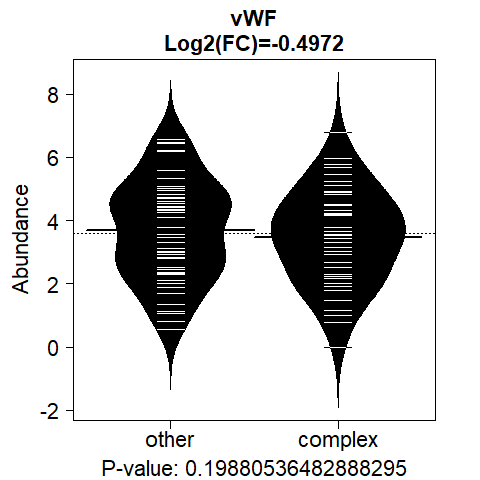 vWF
Log2(FC)=-0.4972
Abundance
8
6
4
2
0
-2
other
complex
P-value: 0.19880536482888295